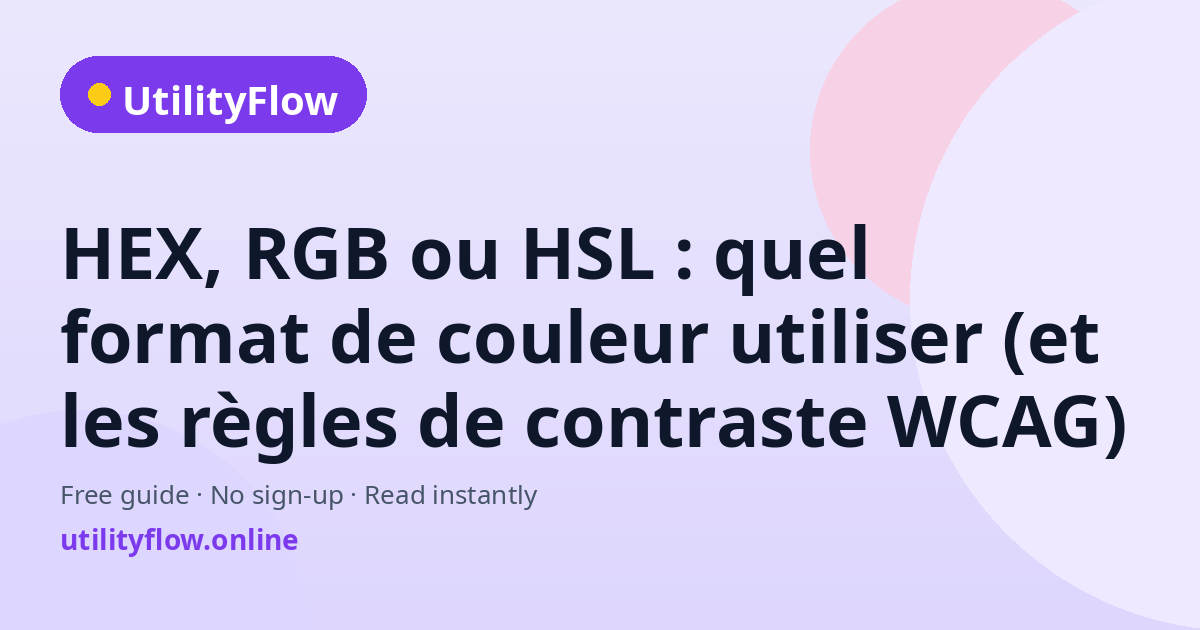 UtilityFlow
HEX, RGB ou HSL : quel
format de couleur utiliser (et
les règles de contraste WCAG)
Free guide · No sign-up · Read instantly
utilityflow.online